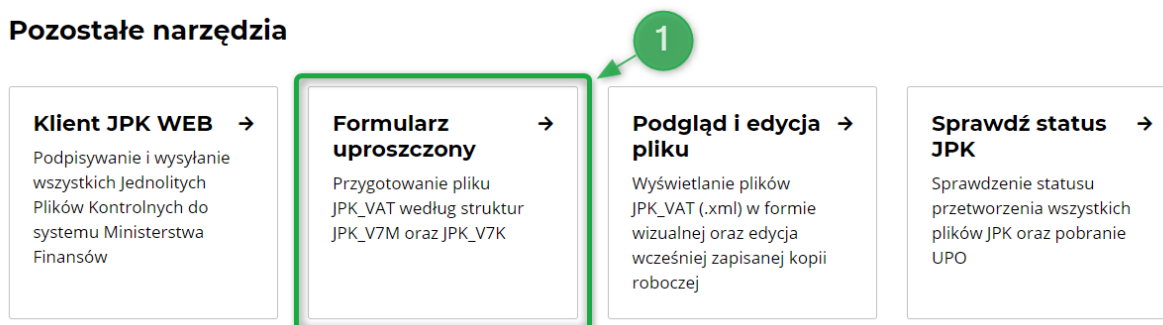 Pozostałe narzędzia
1
Klient JPK WEB →
Podpisywanie i wysyłanie
wszystkich Jednolitych
Plików Kontrolnych do
systemu Ministerstwa
Finansów
Formularz →
uproszczony
Przygotowanie pliku
JPK_VAT według struktur
JPK_V7M oraz JPK_V7K
Podgląd i edycja →
pliku
Wyświetlanie plików
JPK_VAT (.xml) w formie
wizualnej oraz edycja
wcześniej zapisanej kopii
roboczej
Sprawdź status →
JPK
Sprawdzenie statusu
przetworzenia wszystkich
plików JPK oraz pobranie
UPO